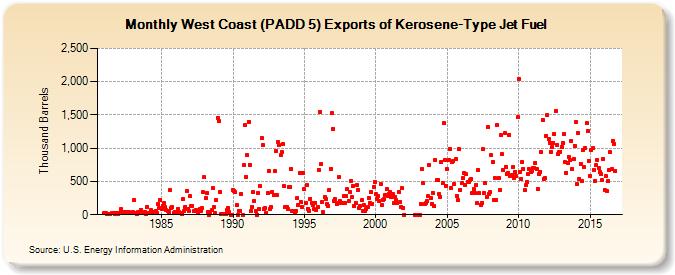 Monthly West Coast (PADD 5) Exports of Kerosene-Type Jet Fuel
Thousand Barrels
2,500
2,000
1,500
1,000
500
0
1985 1990 1995 2000 2005 2010 2015
Source: U.S. Energy Information Administration